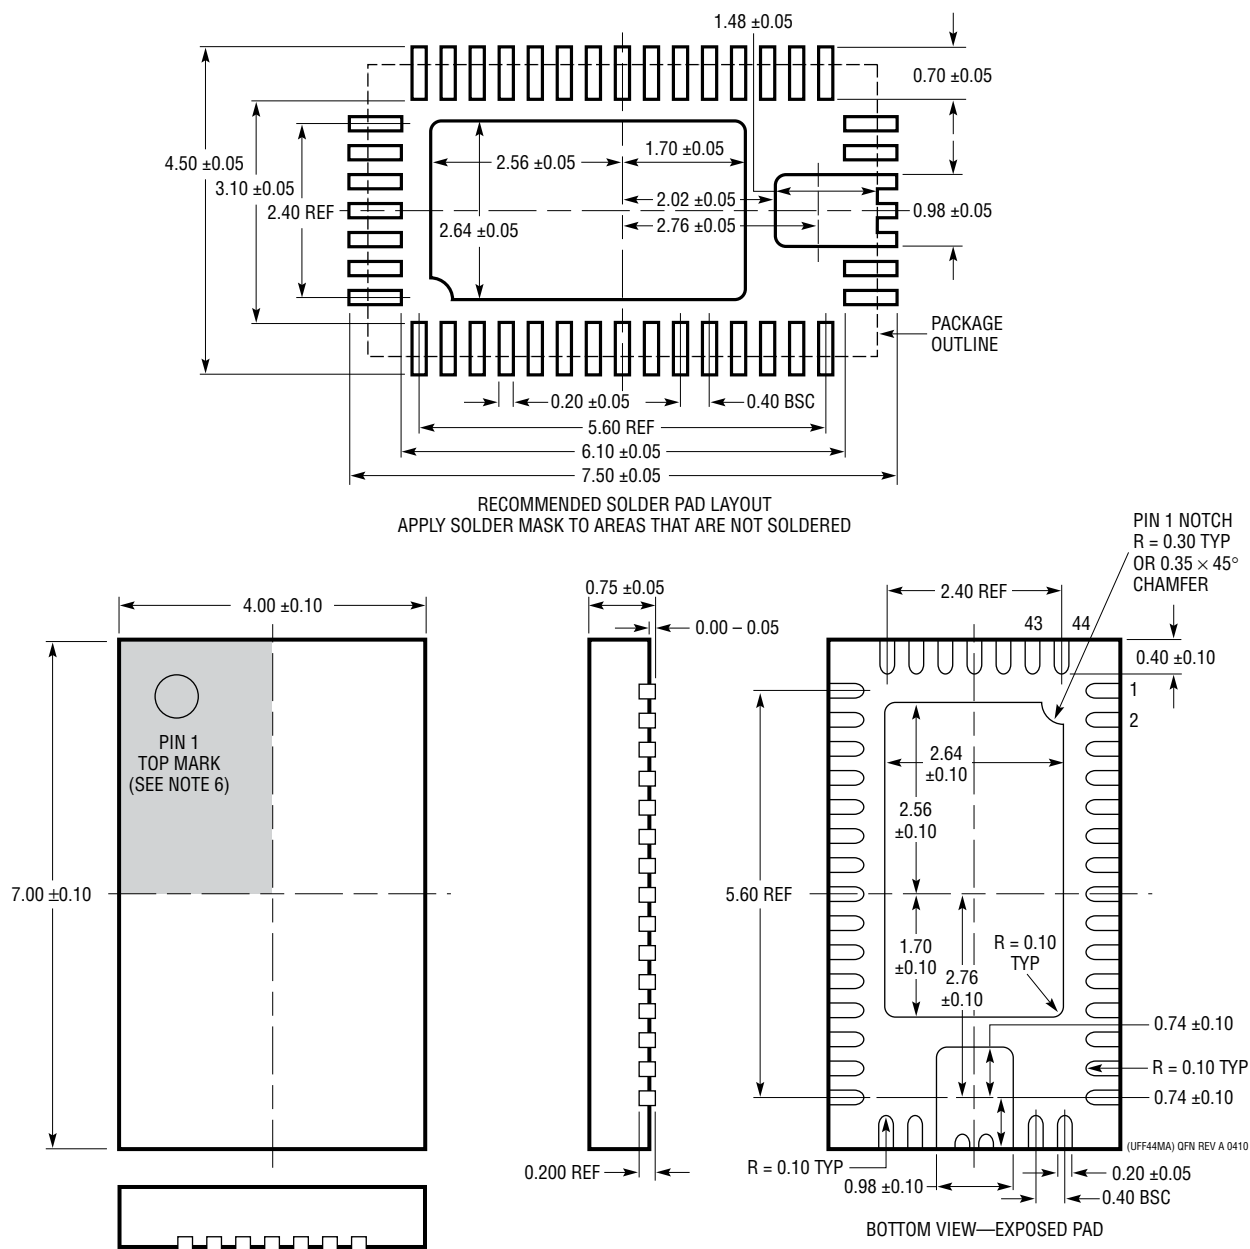 1.48 ±0.05
0.70 ±0.05
4.50 ±0.05
3.10 ±0.05
2.40 REF
2.56 ±0.05
1.70 ±0.05
2.02 ±0.05
2.76 ±0.05
2.64 ±0.05
0.98 ±0.05
PACKAGE
OUTLINE
0.20 ±0.05
0.40 BSC
5.60 REF
6.10 ±0.05
7.50 ±0.05
RECOMMENDED SOLDER PAD LAYOUT
APPLY SOLDER MASK TO AREAS THAT ARE NOT SOLDERED
4.00 ±0.10
PIN 1
TOP MARK
(SEE NOTE 6)
7.00 ±0.10
0.75 ±0.05
0.00 – 0.05
0.200 REF
PIN 1 NOTCH
R = 0.30 TYP
OR 0.35 × 45°
CHAMFER
2.40 REF
43
44
0.40 ±0.10
1
2
2.64
±0.10
2.56
±0.10
5.60 REF
1.70
±0.10
2.76
±0.10
R = 0.10
TYP
0.74 ±0.10
R = 0.10 TYP
0.74 ±0.10
(UFF44MA) QFN REV A 0410
R = 0.10 TYP
0.98 ±0.10
0.20 ±0.05
0.40 BSC
BOTTOM VIEW—EXPOSED PAD